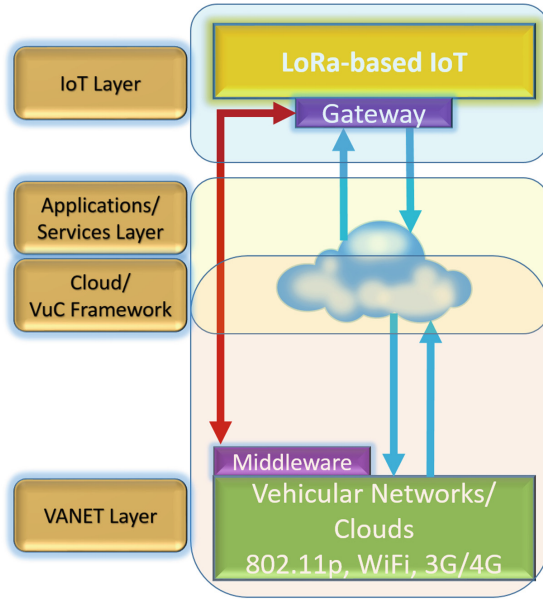 IoT Layer
LoRa-based IoT
Gateway
Applications/
Services Layer
Cloud/
VuC Framework
Middleware
VANET Layer
Vehicular Networks/
Clouds
802.11p, WiFi, 3G/4G